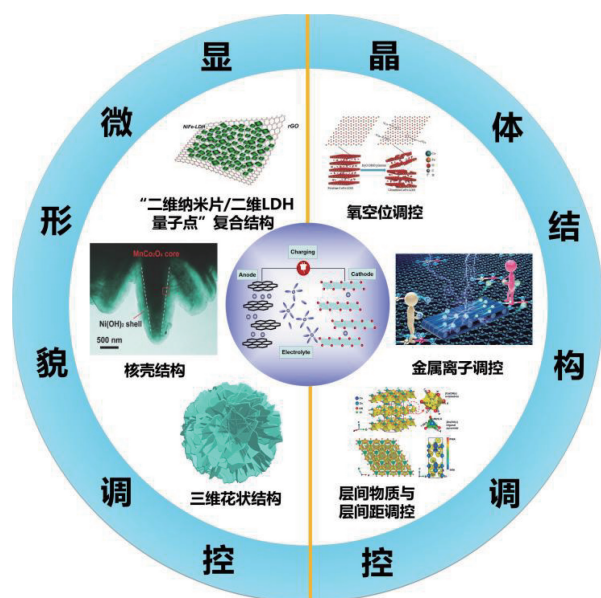 显微形貌调控
晶体结构调控
NiFe-LDH
rGO
“二维纳米片/二维LDH
量子点”复合结构
氧空位调控
MnCo₂O₄ core
Ni(OH)₂ shell
500 nm
核壳结构
Charging
Anode
Cathode
Electrolyte
金属离子调控
三维花状结构
层间物质与
层间距调控